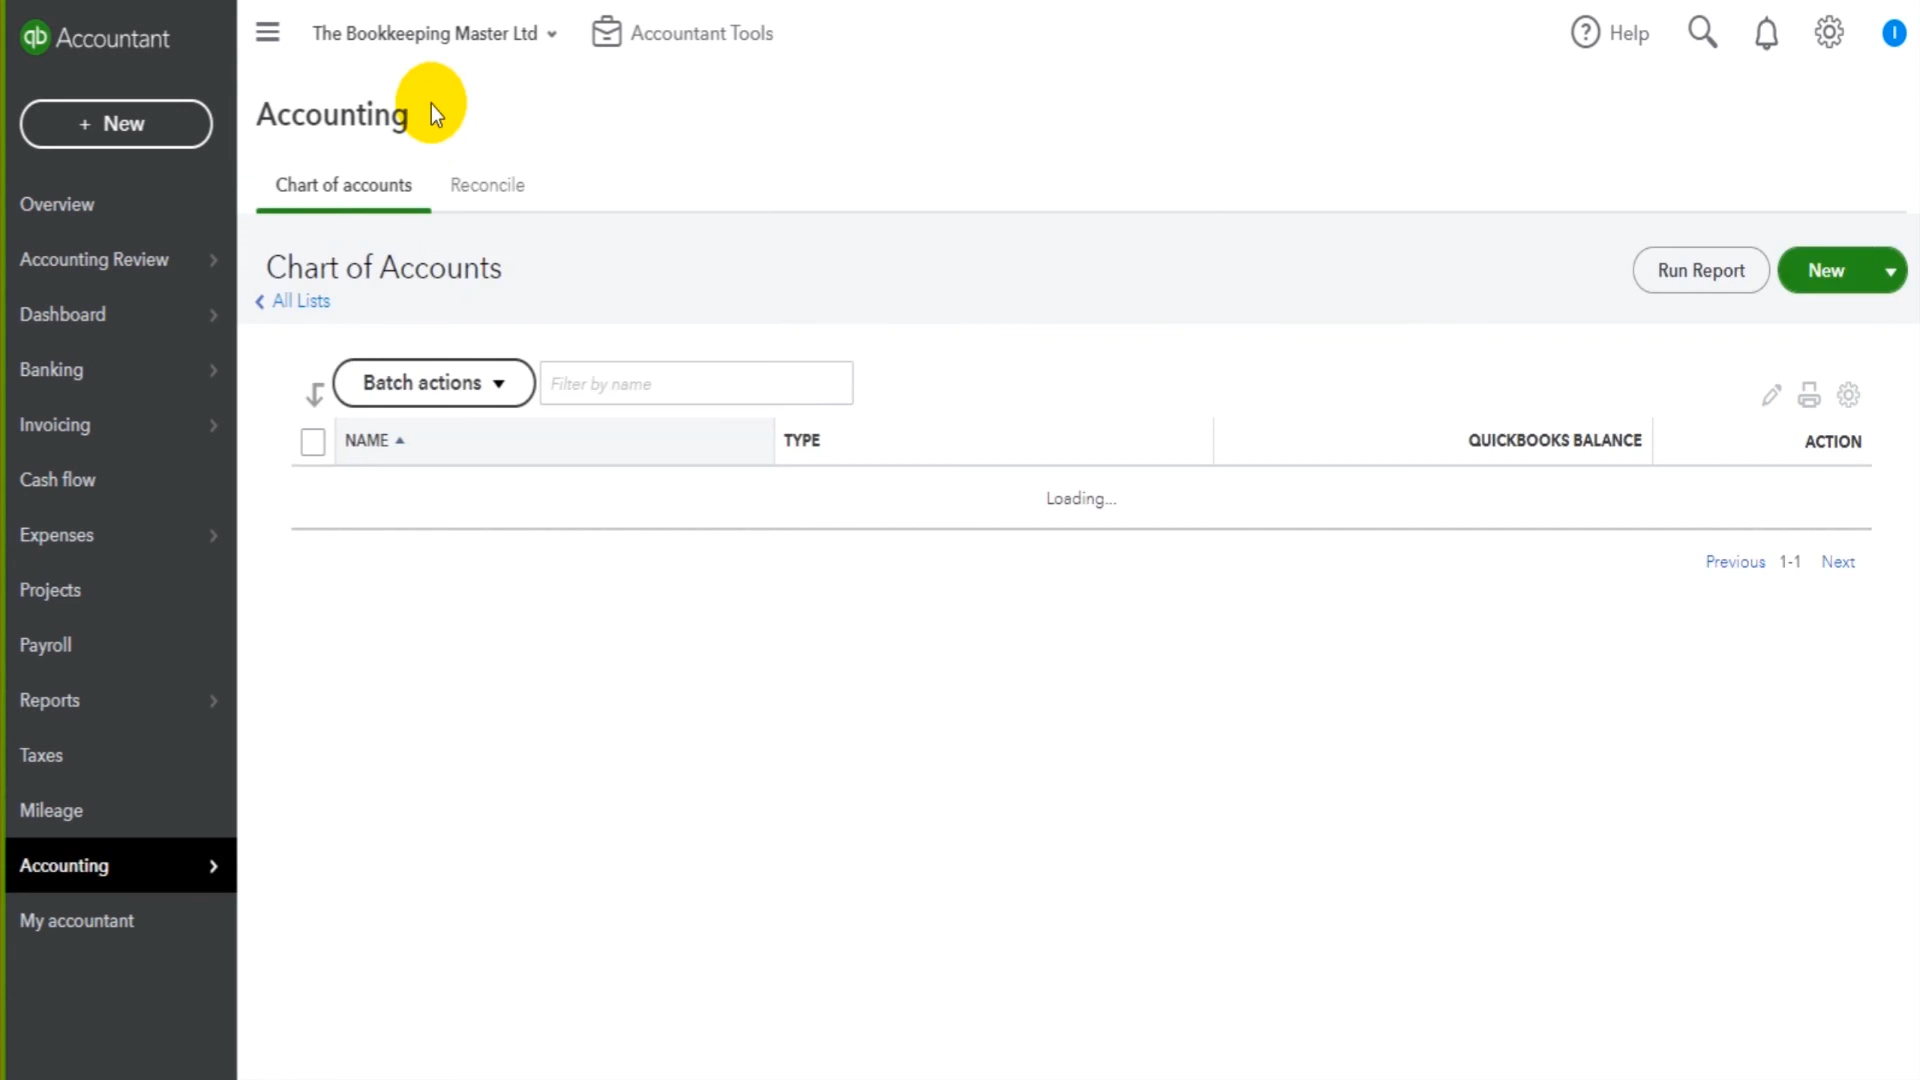 qb Accountant
The Bookkeeping Master Ltd
Accountant Tools
? Help
I
+ New
Overview
Accounting Review
Dashboard
Banking
Invoicing
Cash flow
Expenses
Projects
Payroll
Reports
Taxes
Mileage
Accounting
My accountant
Accounting
Chart of accounts
Reconcile
Chart of Accounts
All Lists
Run Report
New
Batch actions
Filter by name
NAME
TYPE
QUICKBOOKS BALANCE
ACTION
Loading...
Previous 1-1 Next